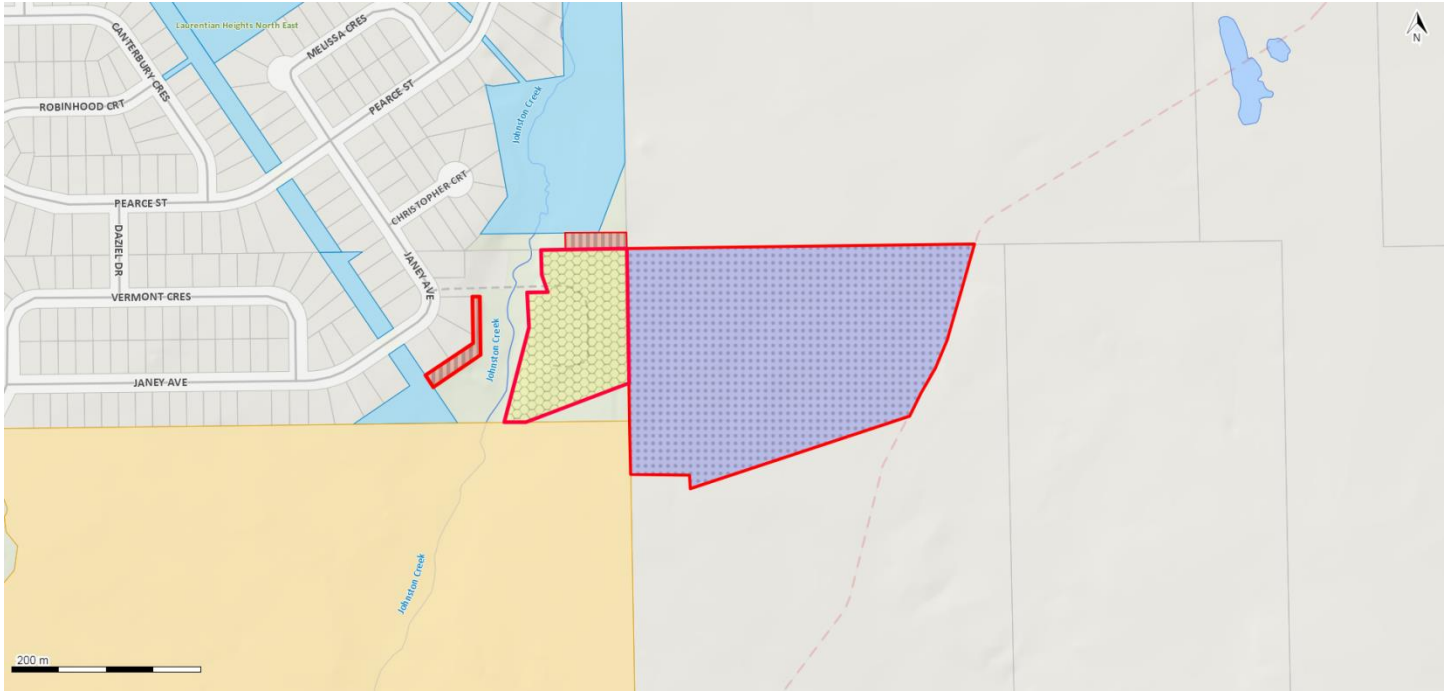 Laurentian Heights North East
CANTERBURY CRES
MELISSA CRES
N
ROBINHOOD CRT
PEARCE ST
Johnston Creek
PEARCE ST
CHRISTOPHER CRT
DAZIEL DR
JANEY AVE
VERMONT CRES
Johnston Creek
JANEY AVE
Johnston Creek
200 m